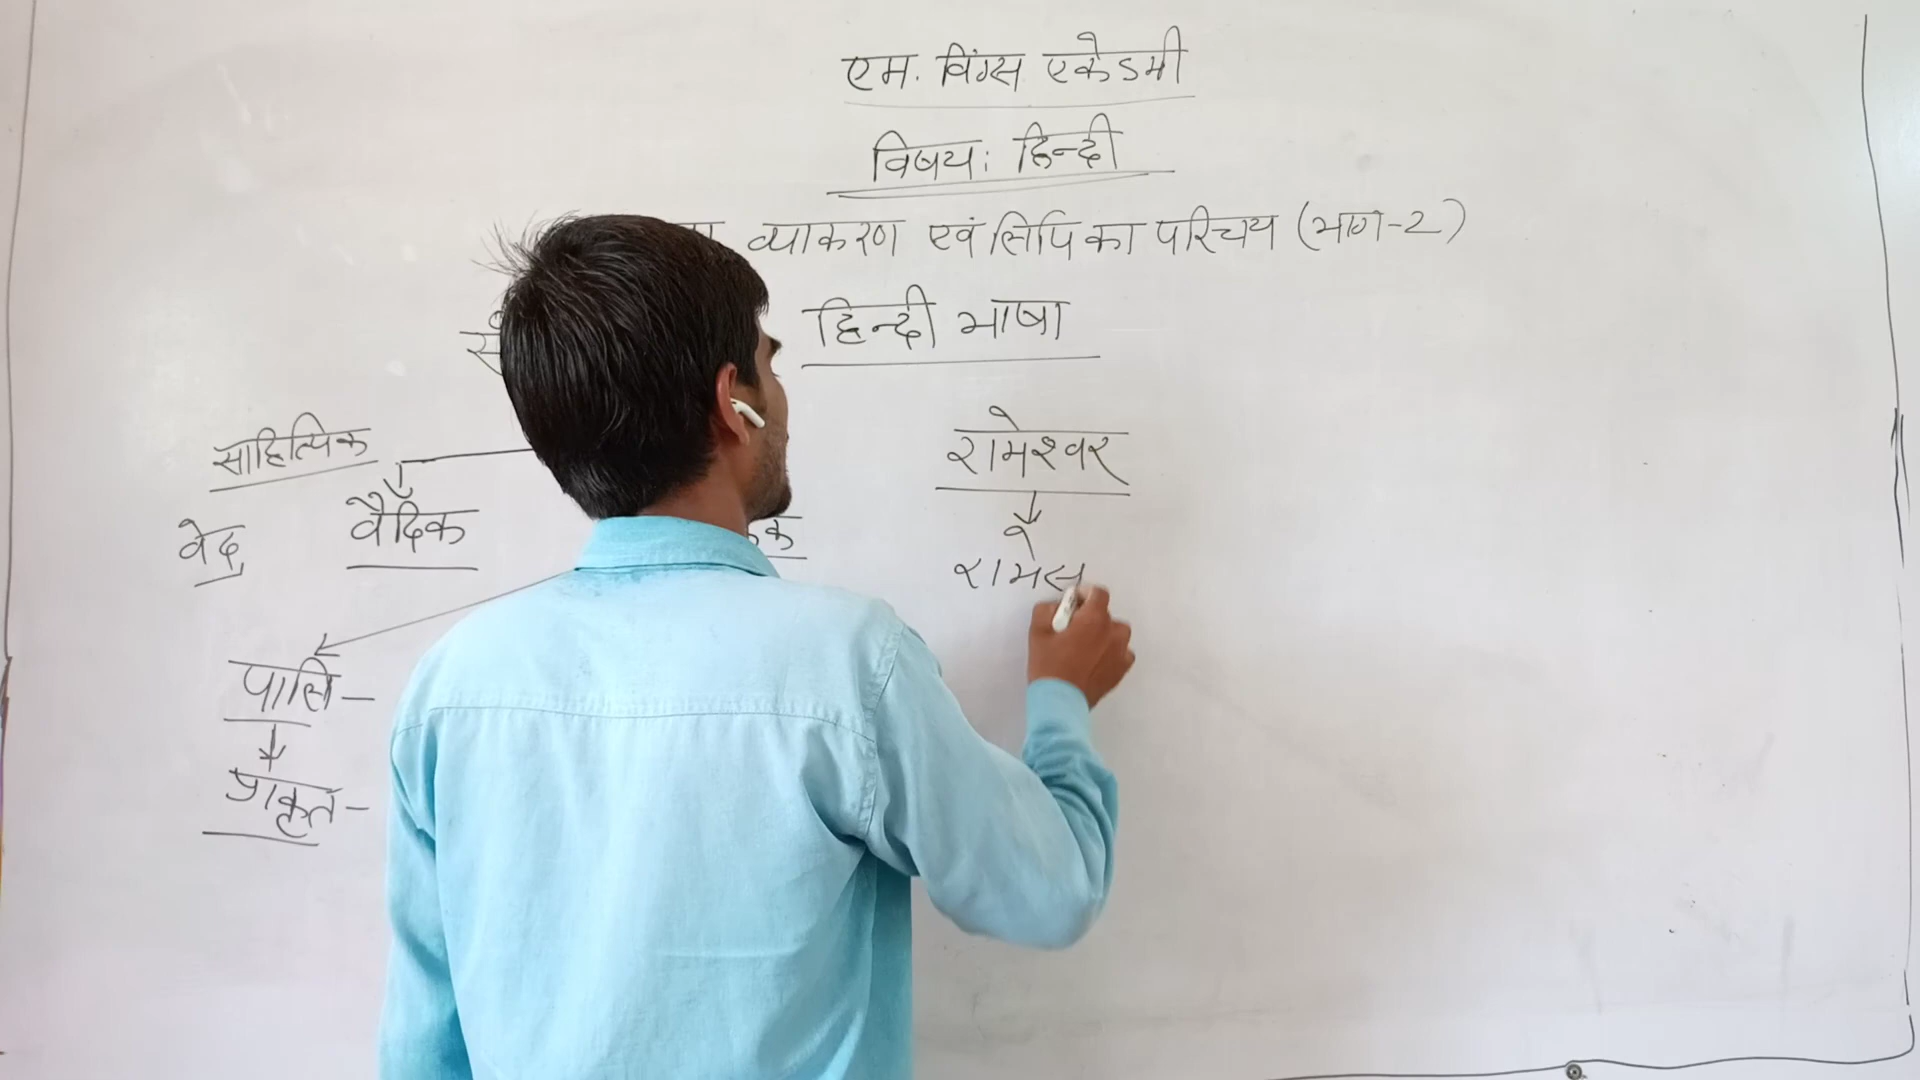 एम. विंग्स एकेडमी
विषय: हिन्दी
व्याकरण एवं लिपि का परिचय (भाग-2)
हिन्दी भाषा
साहित्यिक
रामेश्वर
वेद वैदिक
रामेस
पालि -
प्राकृत -